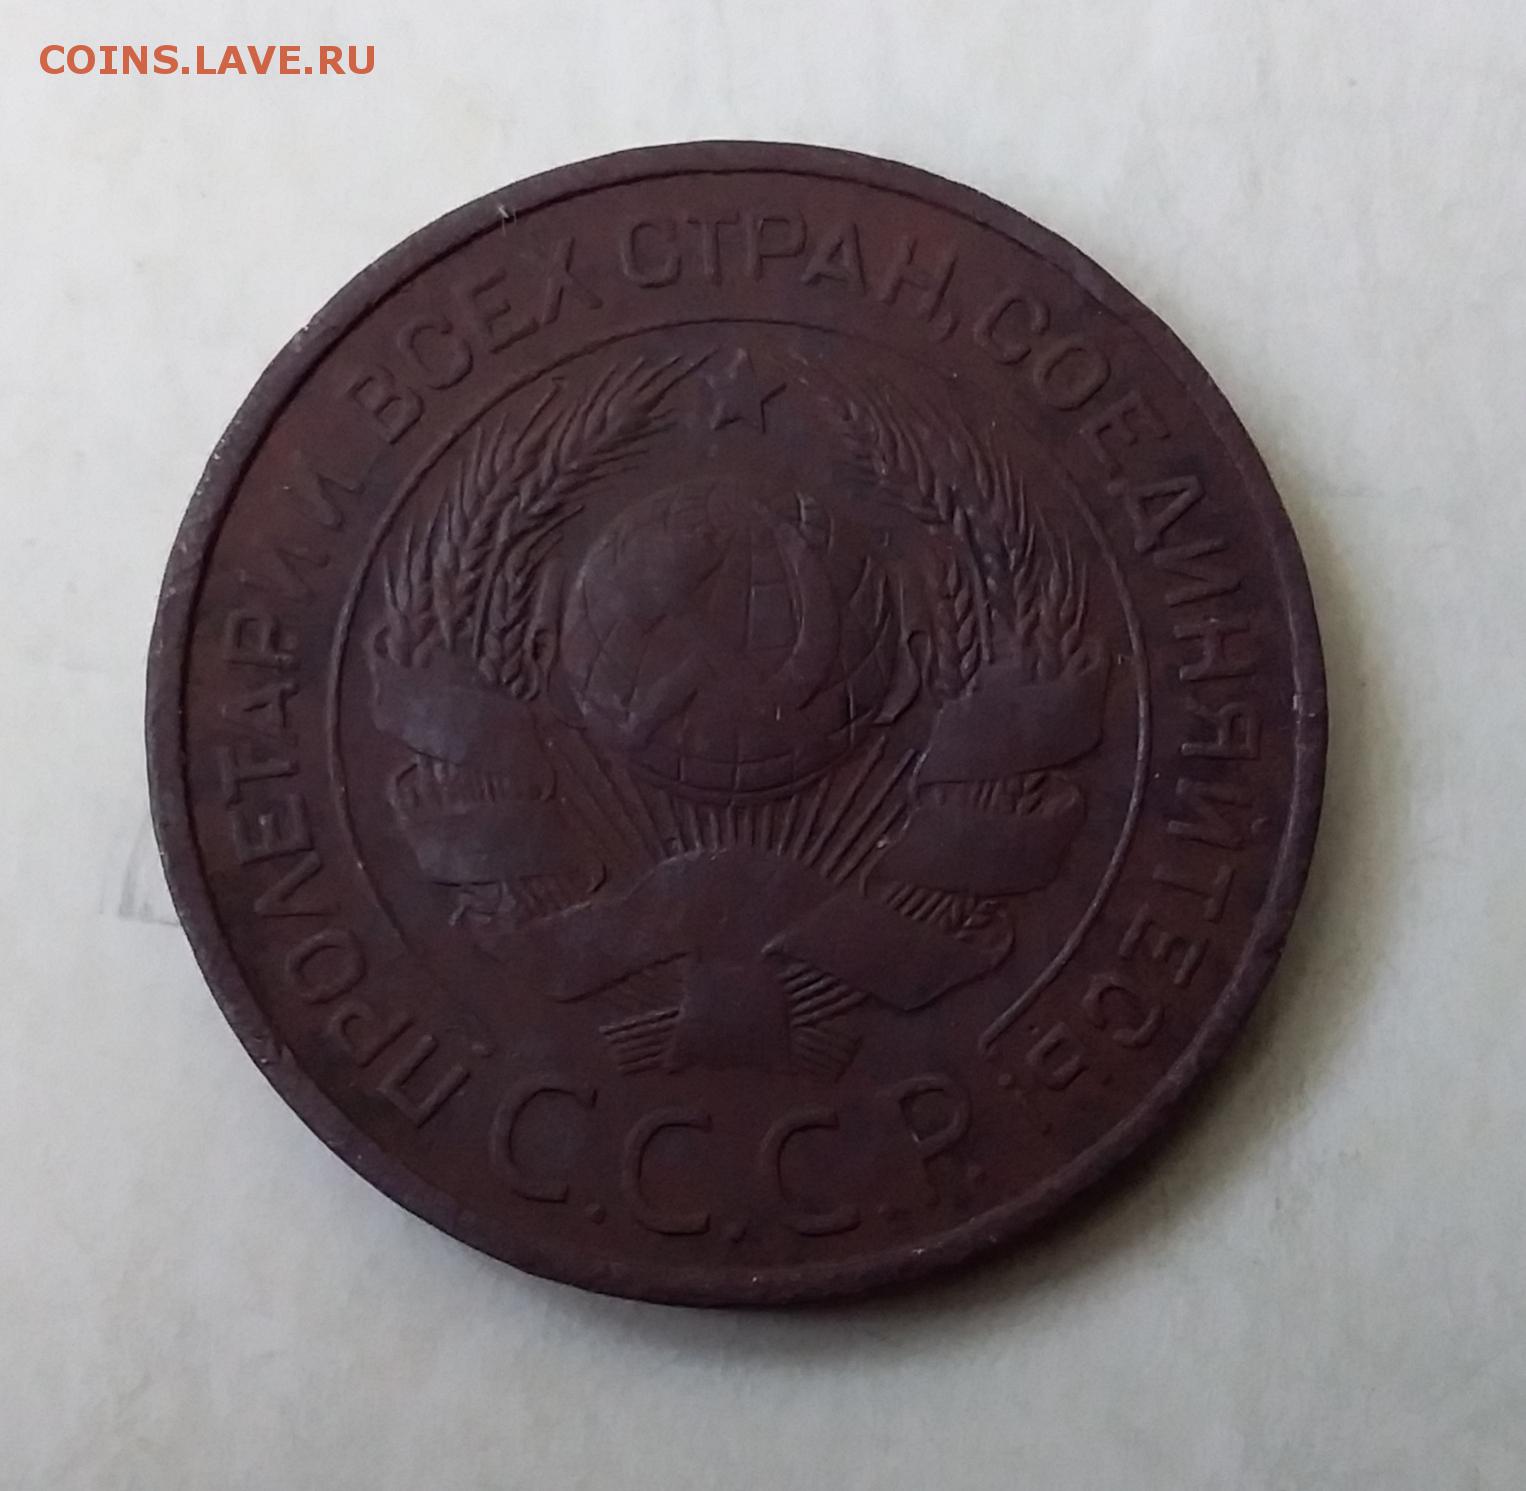 COINS.LAVE.RU
ПРОЛЕТАРИИ ВСЕХ СТРАН, СОЕДИНЯЙТЕСЬ!
С.С.С.Р.